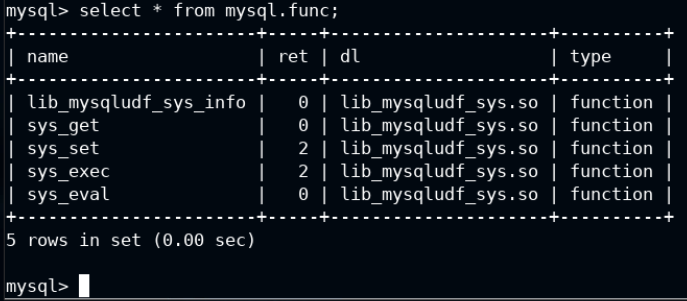 mysql> select * from mysql.func;
+-----------------------+-----+---------------------+----------+
| name                  | ret | dl                  | type     |
+-----------------------+-----+---------------------+----------+
| lib_mysqludf_sys_info |   0 | lib_mysqludf_sys.so | function |
| sys_get               |   0 | lib_mysqludf_sys.so | function |
| sys_set               |   2 | lib_mysqludf_sys.so | function |
| sys_exec              |   2 | lib_mysqludf_sys.so | function |
| sys_eval              |   0 | lib_mysqludf_sys.so | function |
+-----------------------+-----+---------------------+----------+
5 rows in set (0.00 sec)
mysql>